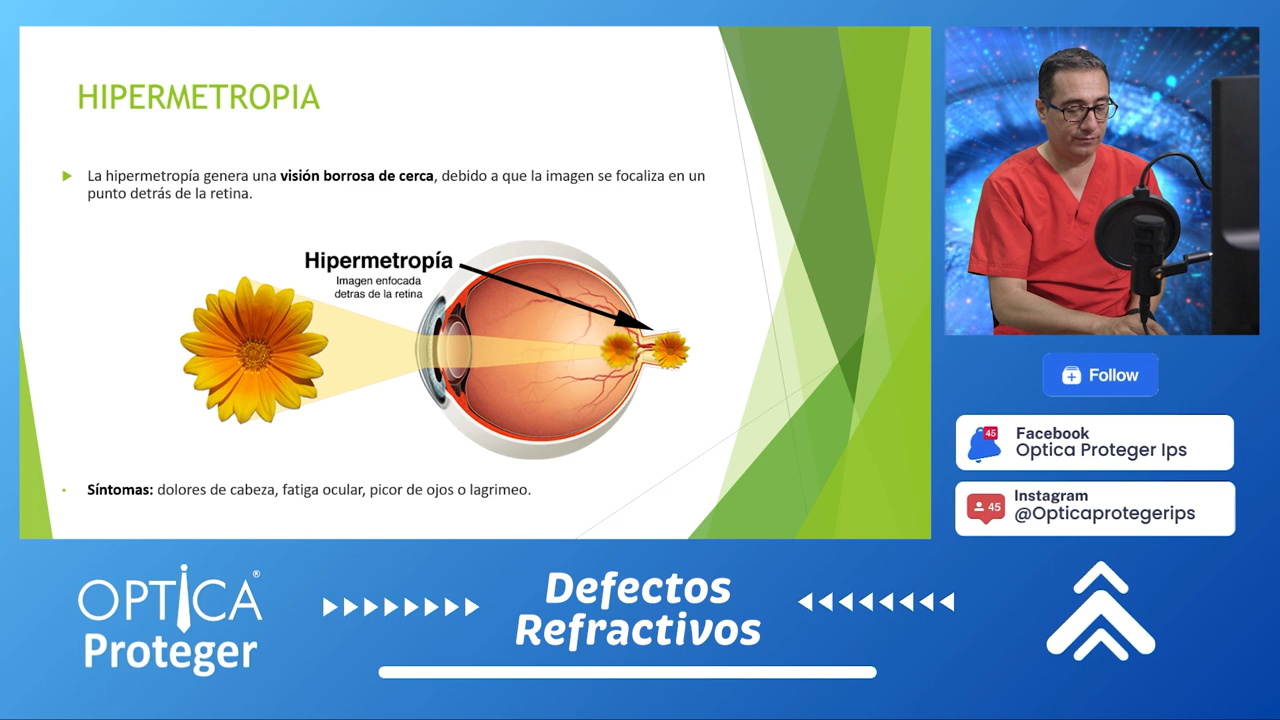 HIPERMETROPIA
La hipermetropía genera una visión borrosa de cerca, debido a que la imagen se focaliza en un
punto detrás de la retina.
Hipermetropía
Imagen enfocada
detras de la retina
Síntomas: dolores de cabeza, fatiga ocular, picor de ojos o lagrimeo.
Follow
45
Facebook
Optica Proteger Ips
45
Instagram
@Opticaprotegerips
OPTICA®
Proteger
Defectos
Refractivos